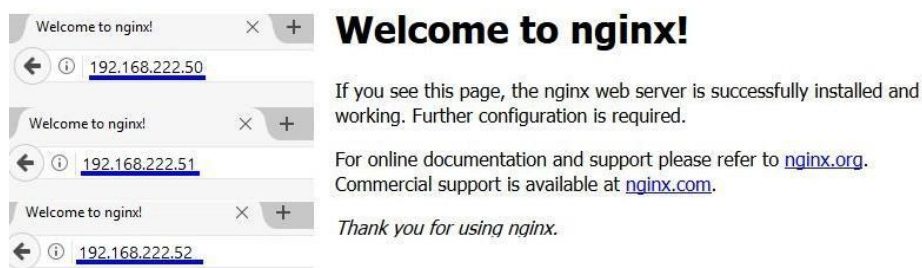 Welcome to nginx!
192.168.222.50
Welcome to nginx!
192.168.222.51
Welcome to nginx!
192.168.222.52
Welcome to nginx!
If you see this page, the nginx web server is successfully installed and
working. Further configuration is required.
For online documentation and support please refer to nginx.org.
Commercial support is available at nginx.com.
Thank you for using nginx.